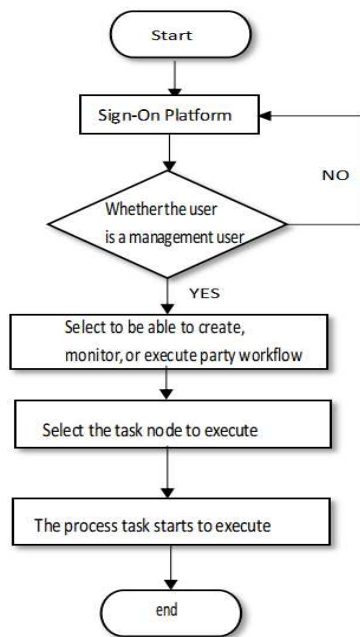 Start
Sign-On Platform
NO
Whether the user
is a management user
YES
Select to be able to create,
monitor, or execute party workflow
Select the task node to execute
The process task starts to execute
end